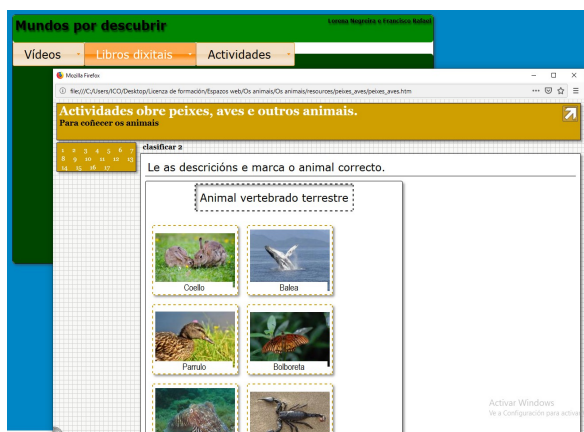 Mundos por descubrir
Lorena Negreira e Francisco Rafael
Vídeos
Libros dixitais
Actividades
Mozilla Firefox
file:///C:/Users/ICO/Desktop/Licenza de formación/Espazos web/Os animais/Os animais/resources/peixes_aves/peixes_aves.htm
Actividades obre peixes, aves e outros animais.
Para coñecer os animais
1 2 3 4 5 6 7
8 9 10 11 12 13
14 15 16 17
clasificar 2
Le as descricións e marca o animal correcto.
Animal vertebrado terrestre
Coello
Balea
Parrulo
Bolboreta
Activar Windows
Ve a Configuración para activar